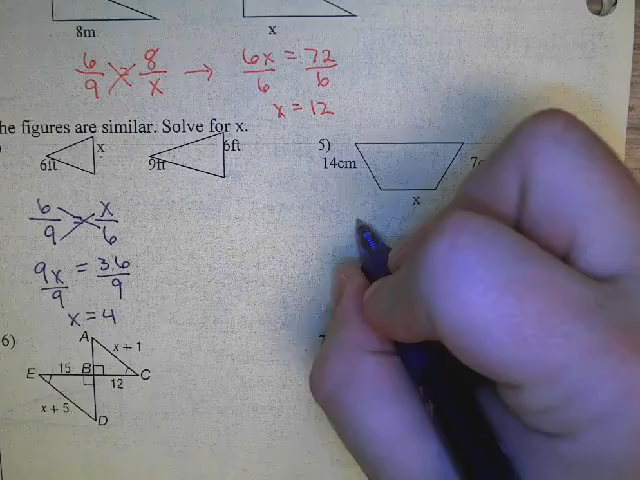 8m
x
6/9 = 8/x → 6x/6 = 72/6
x = 12
he figures are similar. Solve for x.
6ft x 9ft 6ft
5) 14cm x
6/9 = x/6
9x/9 = 36/9
x = 4
6) A x + 1
E 15 B 12 C
x + 5 D